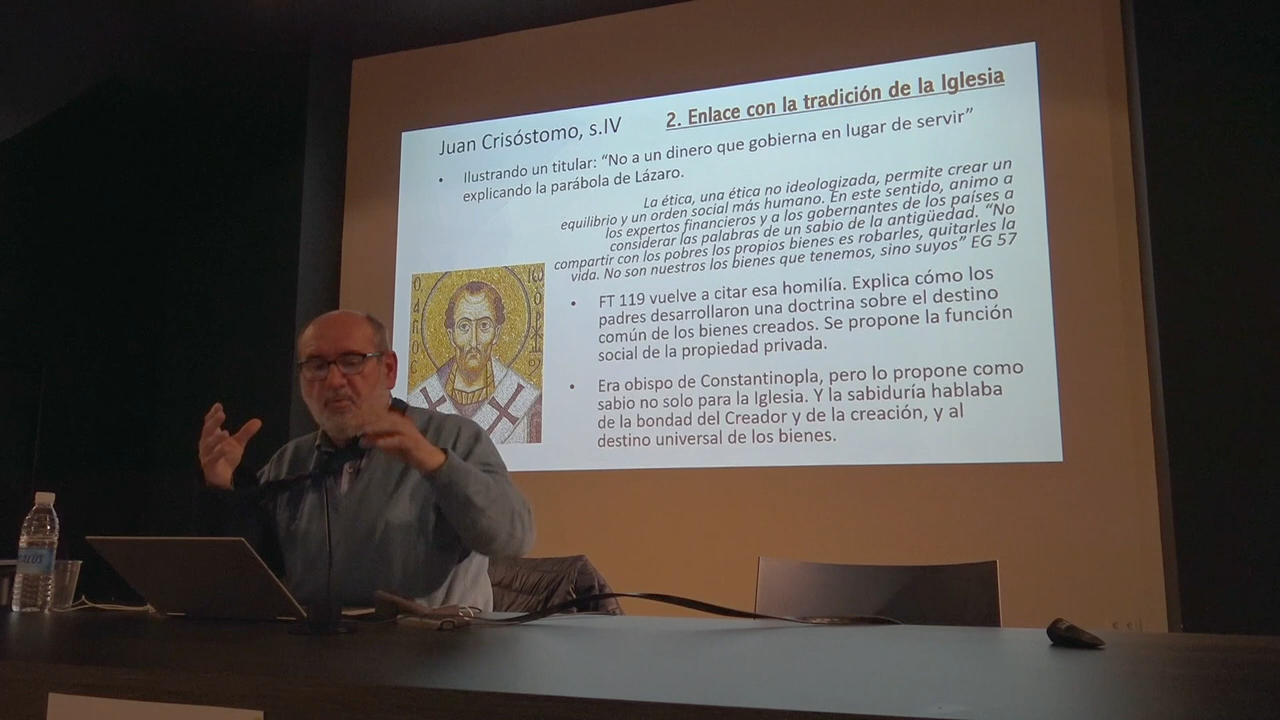 2. Enlace con la tradición de la Iglesia
Juan Crisóstomo, s.IV
• Ilustrando un titular: “No a un dinero que gobierna en lugar de servir”
explicando la parábola de Lázaro.
La ética, una ética no ideologizada, permite crear un
equilibrio y un orden social más humano. En este sentido, animo a
los expertos financieros y a los gobernantes de los países a
considerar las palabras de un sabio de la antigüedad. “No
compartir con los pobres los propios bienes es robarles, quitarles la
vida. No son nuestros los bienes que tenemos, sino suyos” EG 57
• FT 119 vuelve a citar esa homilía. Explica cómo los
padres desarrollaron una doctrina sobre el destino
común de los bienes creados. Se propone la función
social de la propiedad privada.
• Era obispo de Constantinopla, pero lo propone como
sabio no solo para la Iglesia. Y la sabiduría hablaba
de la bondad del Creador y de la creación, y al
destino universal de los bienes.